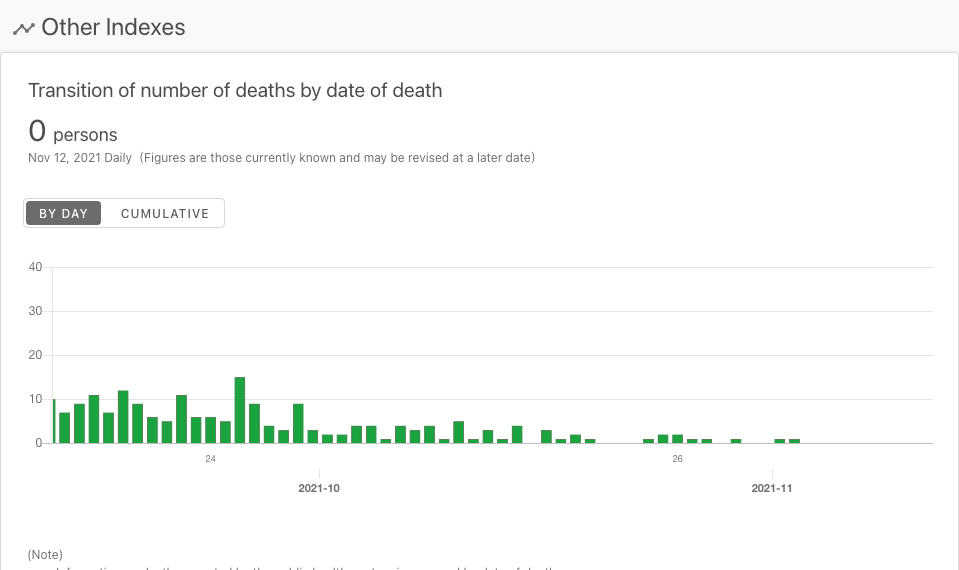 Other Indexes
Transition of number of deaths by date of death
0 persons
Nov 12, 2021 Daily (Figures are those currently known and may be revised at a later date)
BY DAY CUMULATIVE
40
30
20
10
0
24 26
2021-10 2021-11
(Note)